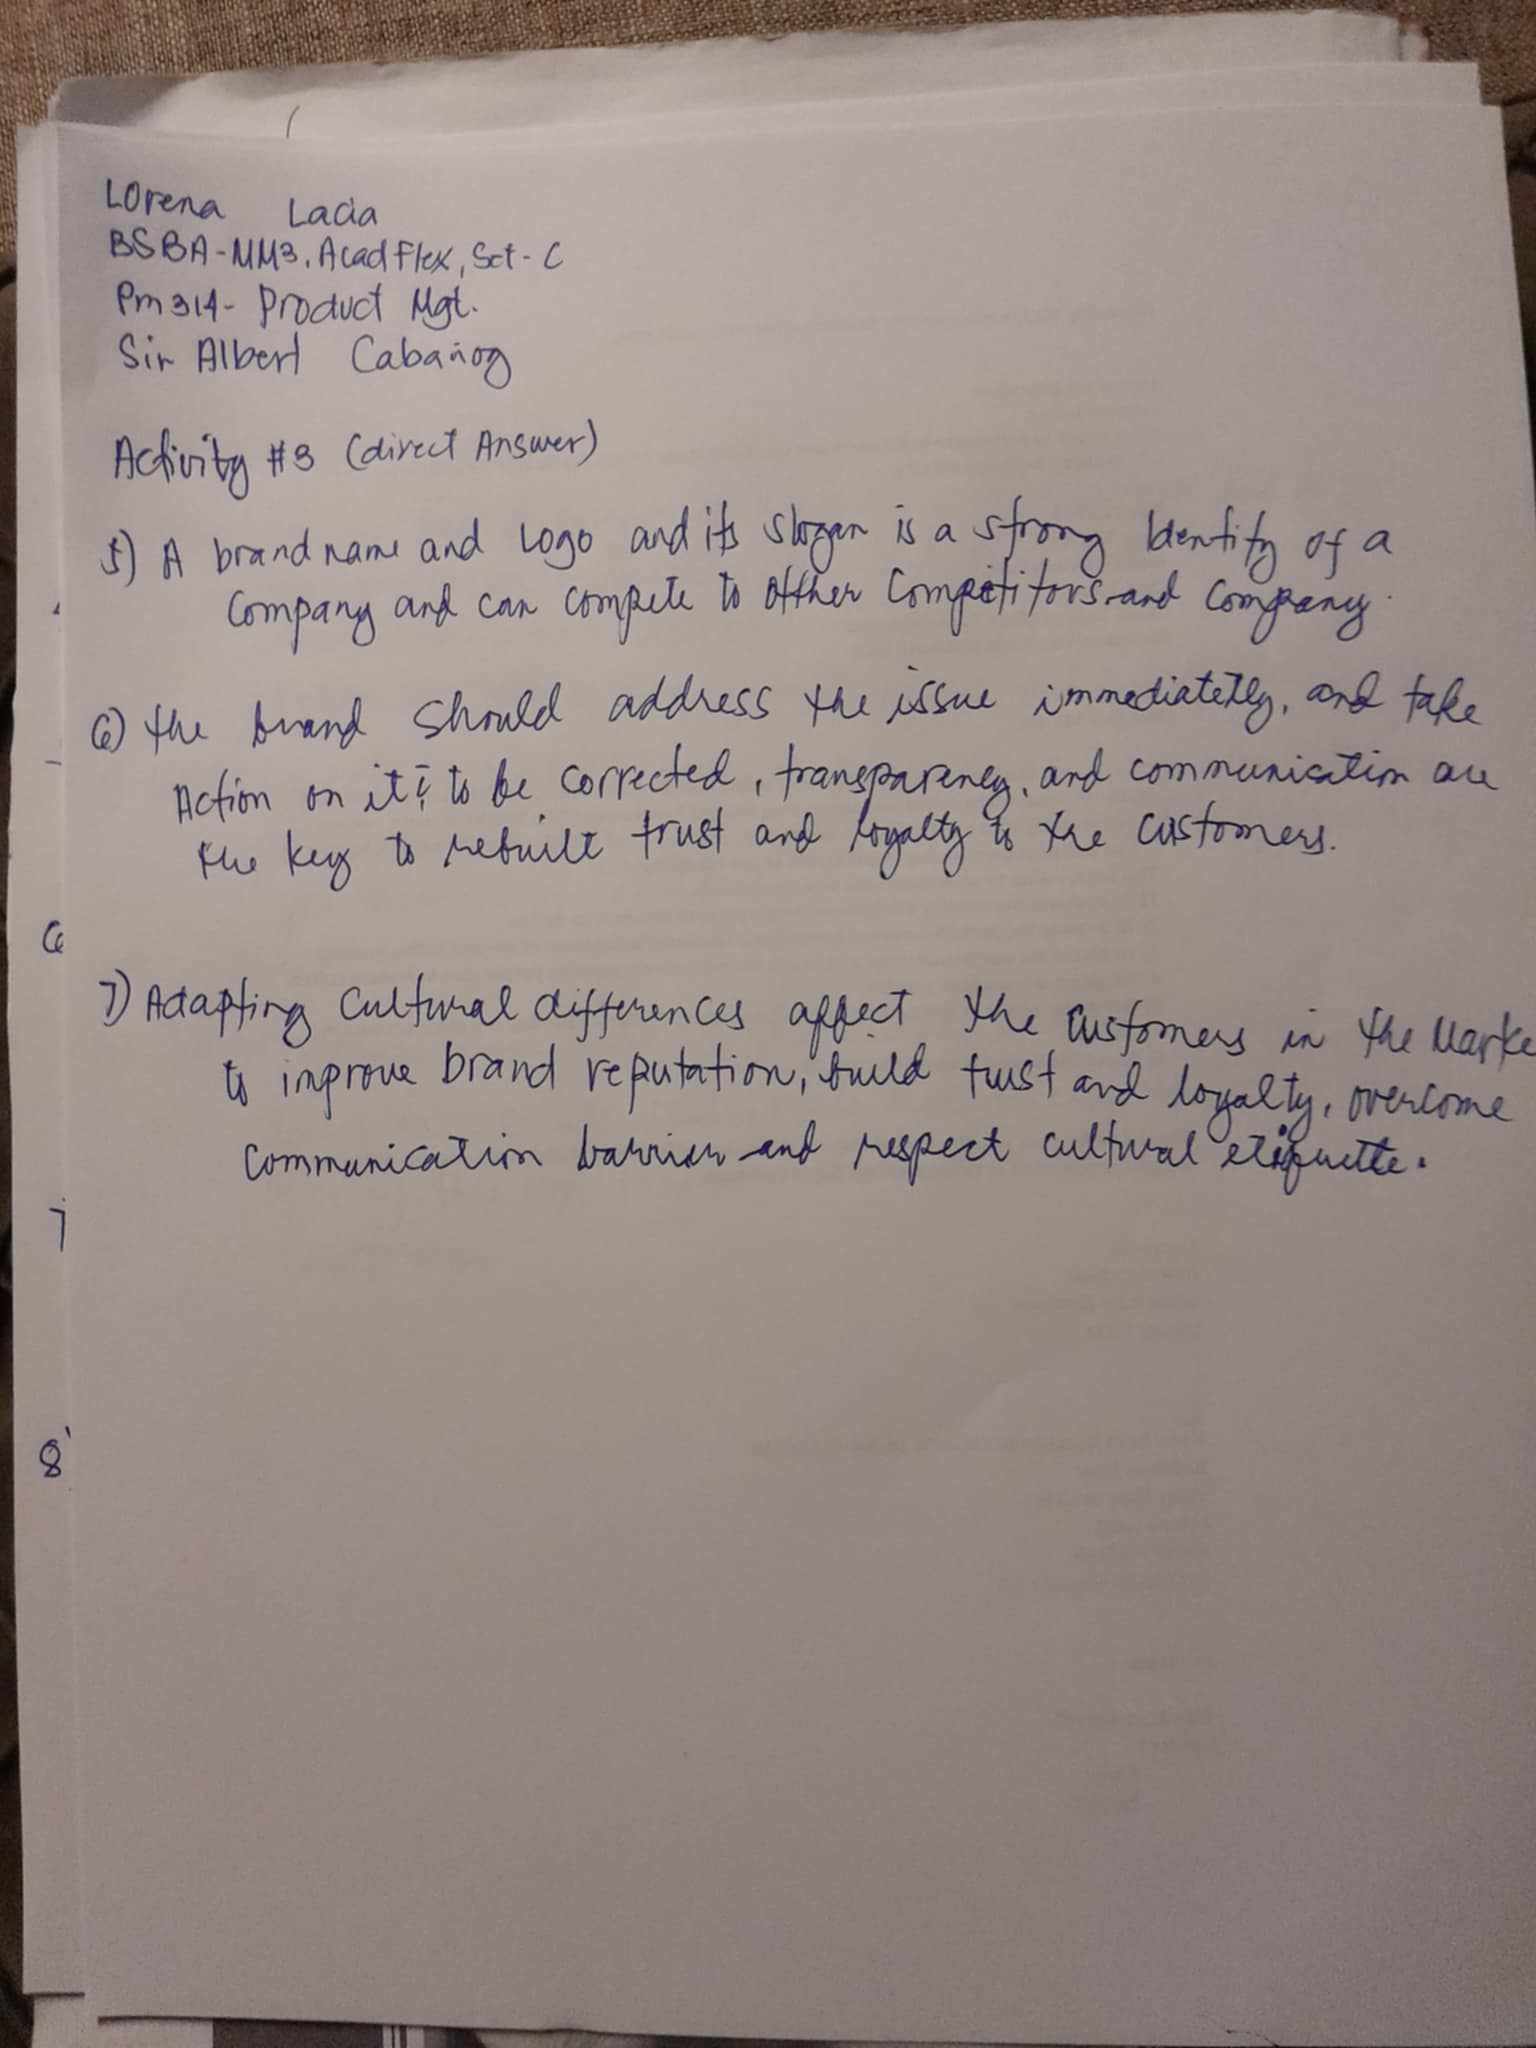 Lorena Lacia
BSBA-MM3, Acad Flex, Sct-C
Pm 314- Product Mgt.
Sir Albert Cabañog
Activity #3 (direct Answer)
5) A brand name and Logo and its slogan is a strong Identity of a
Company and can compete to other Competitors and Company.
6) the brand should address the issue immediately, and take
Action on it & to be corrected, transparency, and communication are
the key to rebuilt trust and loyalty to the customers.
7) Adapting Cultural differences affect the customers in the Marke
to improve brand reputation, build trust and loyalty, overcome
communication barrier and respect cultural etiquette.
6
7
8